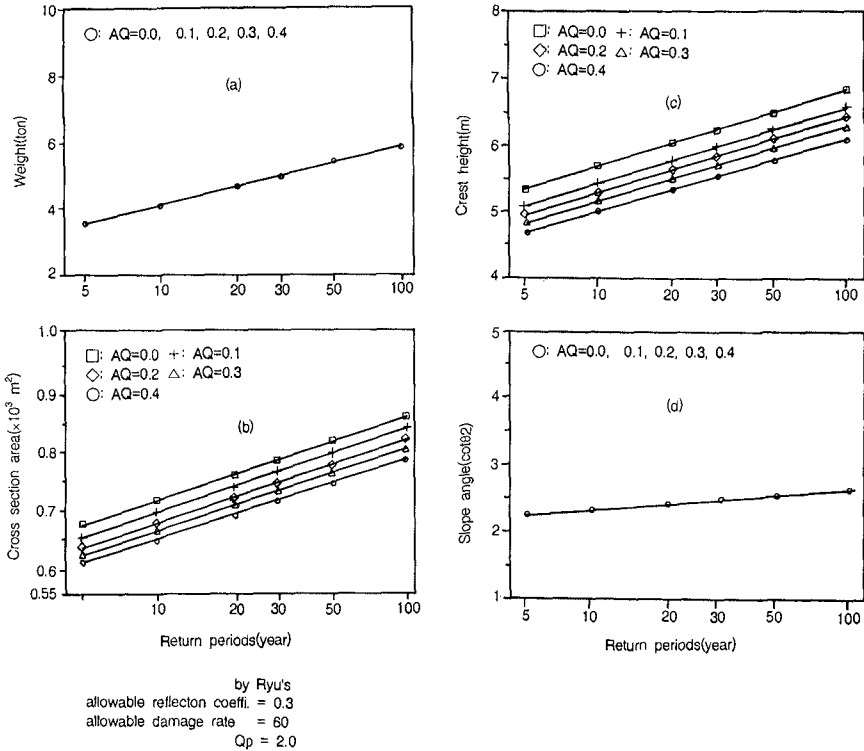 10
8
6
4
2
Weight(ton)
○: AQ=0.0, 0.1, 0.2, 0.3, 0.4
(a)
5 10 20 30 50 100
8
7
6
5
4
Crest height(m)
□: AQ=0.0 +: AQ=0.1
◇: AQ=0.2 △: AQ=0.3
○: AQ=0.4
(c)
5 10 20 30 50 100
1.0
0.9
0.8
0.7
0.6
0.55
Cross section area(×10³ m²)
□: AQ=0.0 +: AQ=0.1
◇: AQ=0.2 △: AQ=0.3
○: AQ=0.4
(b)
10 20 30 50 100
Return periods(year)
5
4
3
2
1
Slope angle(cotθ2)
○: AQ=0.0, 0.1, 0.2, 0.3, 0.4
(d)
5 10 20 30 50 100
Return periods(year)
by Ryu's
allowable reflecton coeffi. = 0.3
allowable damage rate = 60
Qp = 2.0